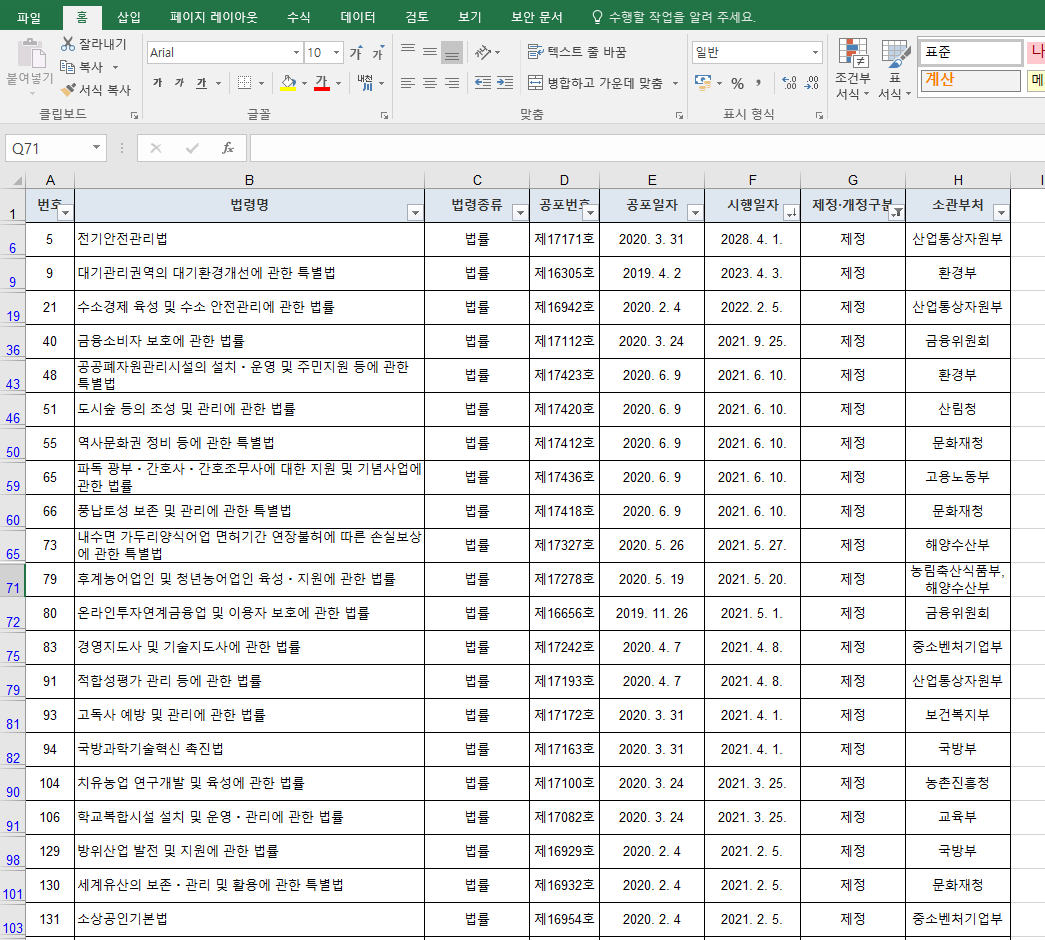 파일 홈 삽입 페이지 레이아웃 수식 데이터 검토 보기 보안 문서 수행할 작업을 알려 주세요.
붙여넣기 잘라내기 복사 서식 복사 클립보드
Arial 10 가 가 가 가 가 가 내천 글꼴
텍스트 줄 바꿈 병합하고 가운데 맞춤 맞춤
일반 % 표시 형식
조건부 서식 표 서식 표준 계산
Q71 fx
A B C D E F G H
1 번호 법령명 법령종류 공포번호 공포일자 시행일자 제정·개정구분 소관부처
6 5 전기안전관리법 법률 제17171호 2020. 3. 31 2028. 4. 1. 제정 산업통상자원부
9 9 대기관리권역의 대기환경개선에 관한 특별법 법률 제16305호 2019. 4. 2 2023. 4. 3. 제정 환경부
19 21 수소경제 육성 및 수소 안전관리에 관한 법률 법률 제16942호 2020. 2. 4 2022. 2. 5. 제정 산업통상자원부
36 40 금융소비자 보호에 관한 법률 법률 제17112호 2020. 3. 24 2021. 9. 25. 제정 금융위원회
43 48 공공폐자원관리시설의 설치ㆍ운영 및 주민지원 등에 관한
특별법 법률 제17423호 2020. 6. 9 2021. 6. 10. 제정 환경부
46 51 도시숲 등의 조성 및 관리에 관한 법률 법률 제17420호 2020. 6. 9 2021. 6. 10. 제정 산림청
50 55 역사문화권 정비 등에 관한 특별법 법률 제17412호 2020. 6. 9 2021. 6. 10. 제정 문화재청
59 65 파독 광부ㆍ간호사ㆍ간호조무사에 대한 지원 및 기념사업에
관한 법률 법률 제17436호 2020. 6. 9 2021. 6. 10. 제정 고용노동부
60 66 풍납토성 보존 및 관리에 관한 특별법 법률 제17418호 2020. 6. 9 2021. 6. 10. 제정 문화재청
65 73 내수면 가두리양식어업 면허기간 연장불허에 따른 손실보상
에 관한 특별법 법률 제17327호 2020. 5. 26 2021. 5. 27. 제정 해양수산부
71 79 후계농어업인 및 청년농어업인 육성ㆍ지원에 관한 법률 법률 제17278호 2020. 5. 19 2021. 5. 20. 제정 농림축산식품부,
해양수산부
72 80 온라인투자연계금융업 및 이용자 보호에 관한 법률 법률 제16656호 2019. 11. 26 2021. 5. 1. 제정 금융위원회
75 83 경영지도사 및 기술지도사에 관한 법률 법률 제17242호 2020. 4. 7 2021. 4. 8. 제정 중소벤처기업부
79 91 적합성평가 관리 등에 관한 법률 법률 제17193호 2020. 4. 7 2021. 4. 8. 제정 산업통상자원부
81 93 고독사 예방 및 관리에 관한 법률 법률 제17172호 2020. 3. 31 2021. 4. 1. 제정 보건복지부
82 94 국방과학기술혁신 촉진법 법률 제17163호 2020. 3. 31 2021. 4. 1. 제정 국방부
90 104 치유농업 연구개발 및 육성에 관한 법률 법률 제17100호 2020. 3. 24 2021. 3. 25. 제정 농촌진흥청
91 106 학교복합시설 설치 및 운영ㆍ관리에 관한 법률 법률 제17082호 2020. 3. 24 2021. 3. 25. 제정 교육부
98 129 방위산업 발전 및 지원에 관한 법률 법률 제16929호 2020. 2. 4 2021. 2. 5. 제정 국방부
101 130 세계유산의 보존ㆍ관리 및 활용에 관한 특별법 법률 제16932호 2020. 2. 4 2021. 2. 5. 제정 문화재청
103 131 소상공인기본법 법률 제16954호 2020. 2. 4 2021. 2. 5. 제정 중소벤처기업부